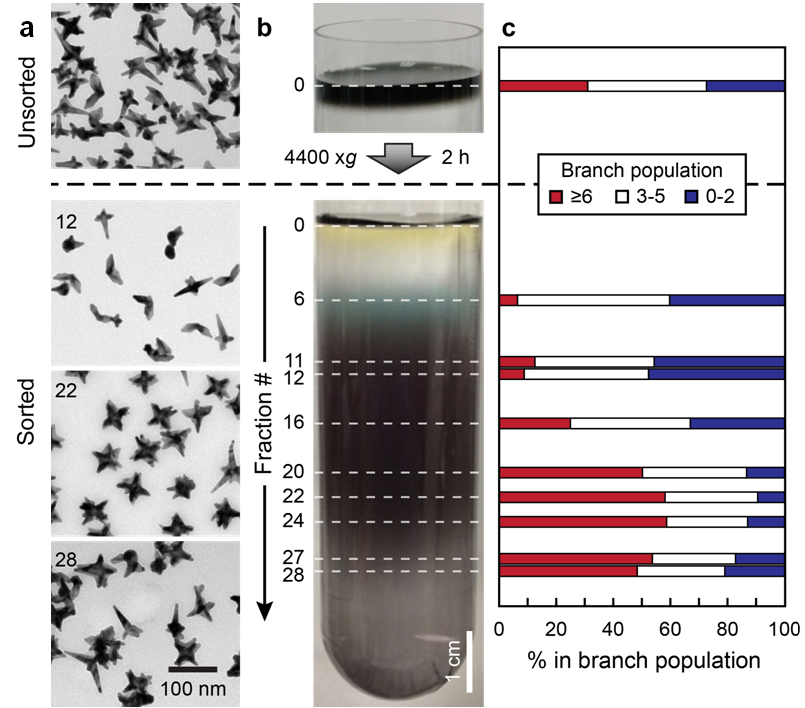 a
b
c
Unsorted
0
4400 xg
2 h
Branch population
≥6
3-5
0-2
Sorted
12
22
28
100 nm
Fraction #
0
6
11
12
16
20
22
24
27
28
1 cm
0 20 40 60 80 100
% in branch population